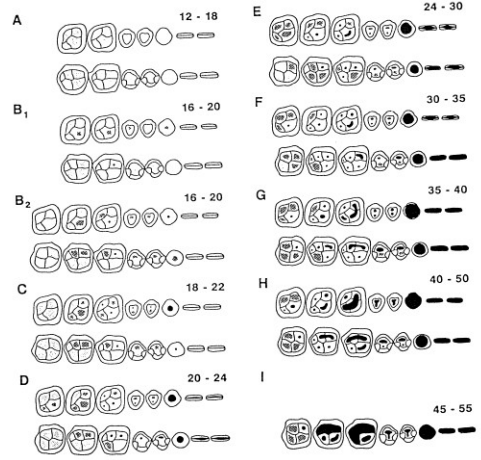 A
12 - 18
B1
16 - 20
B2
16 - 20
C
18 - 22
D
20 - 24
E
24 - 30
F
30 - 35
G
35 - 40
H
40 - 50
I
45 - 55